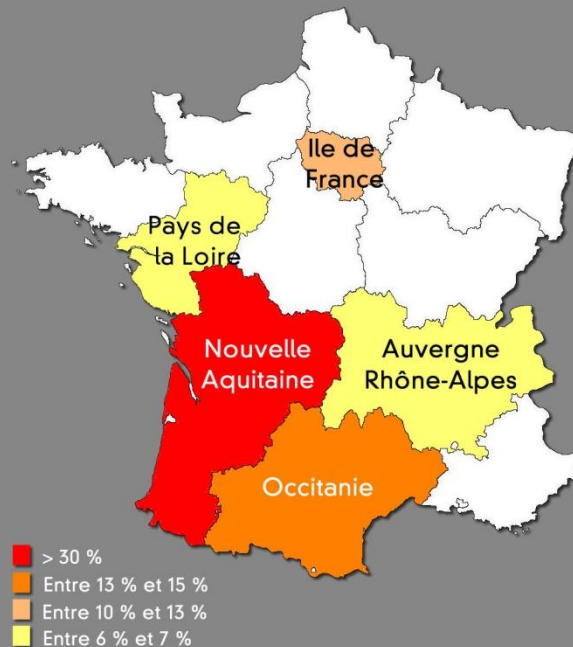 Ile de
France
Pays de
la Loire
Nouvelle
Aquitaine
Auvergne
Rhône-Alpes
Occitanie
> 30 %
Entre 13 % et 15 %
Entre 10 % et 13 %
Entre 6 % et 7 %